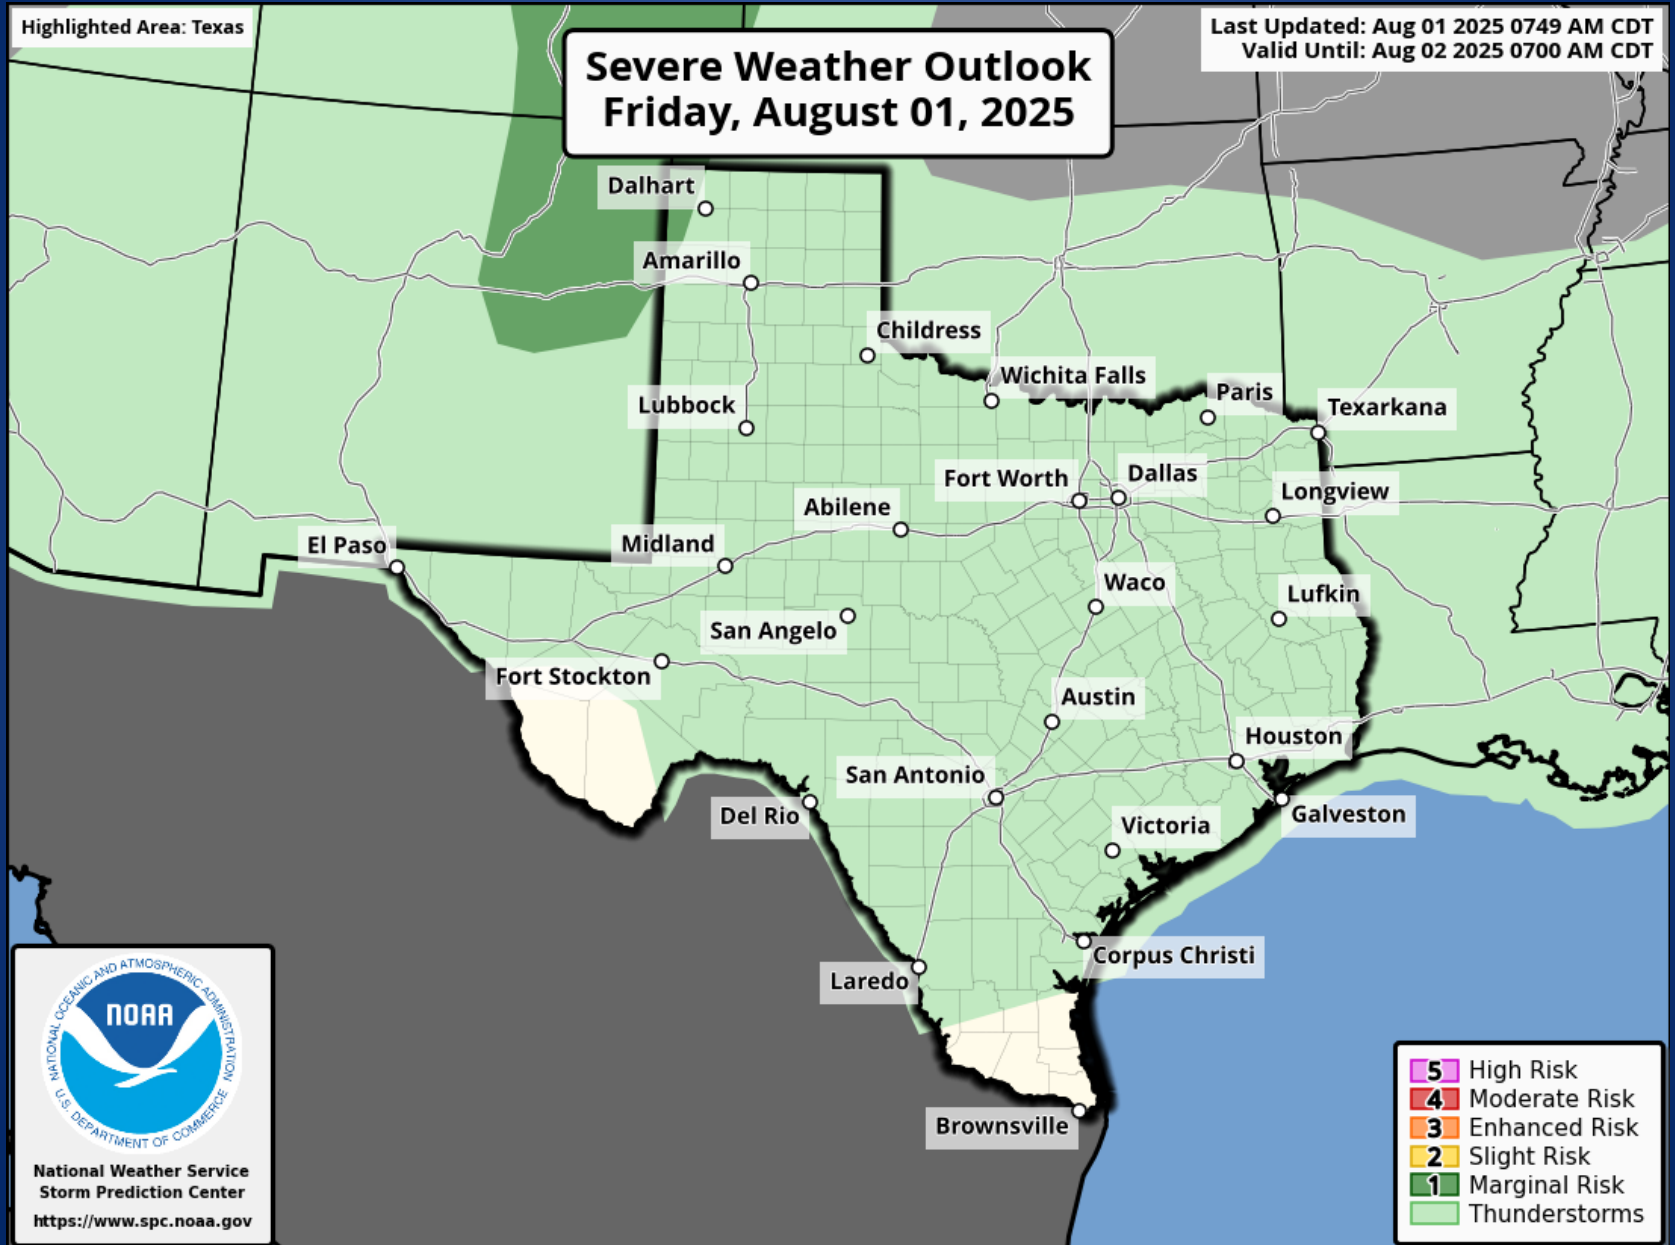 Highlighted Area: Texas
Last Updated: Aug 01 2025 0749 AM CDT
Valid Until: Aug 02 2025 0700 AM CDT
Severe Weather Outlook
Friday, August 01, 2025
Dalhart
Amarillo
Childress
Wichita Falls
Paris
Texarkana
Lubbock
Fort Worth
Dallas
Longview
Abilene
El Paso
Midland
Waco
Lufkin
San Angelo
Fort Stockton
Austin
Houston
San Antonio
Del Rio
Galveston
Victoria
Corpus Christi
Laredo
Brownsville
NATIONAL OCEANIC AND ATMOSPHERIC ADMINISTRATION
NOAA
U.S. DEPARTMENT OF COMMERCE
National Weather Service
Storm Prediction Center
https://www.spc.noaa.gov
5 High Risk
4 Moderate Risk
3 Enhanced Risk
2 Slight Risk
1 Marginal Risk
Thunderstorms